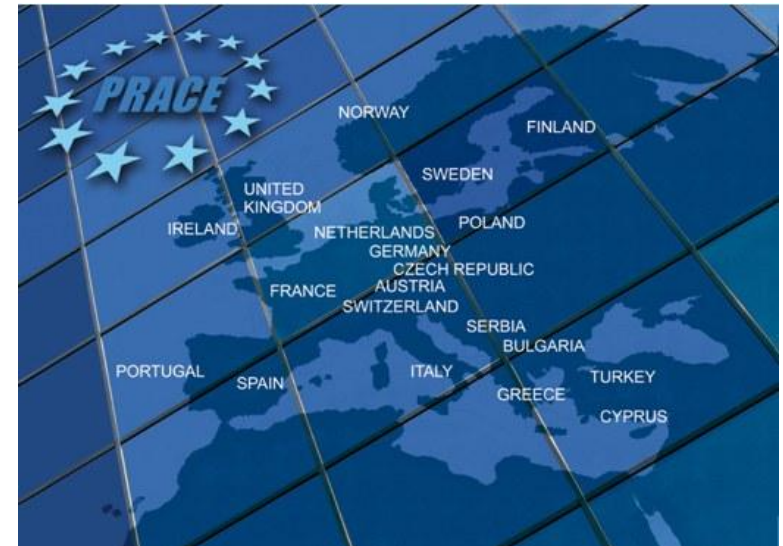 PRACE
NORWAY
FINLAND
SWEDEN
UNITED
KINGDOM
IRELAND
POLAND
NETHERLANDS
GERMANY
CZECH REPUBLIC
AUSTRIA
FRANCE
SWITZERLAND
SERBIA
BULGARIA
PORTUGAL
SPAIN
ITALY
TURKEY
GREECE
CYPRUS